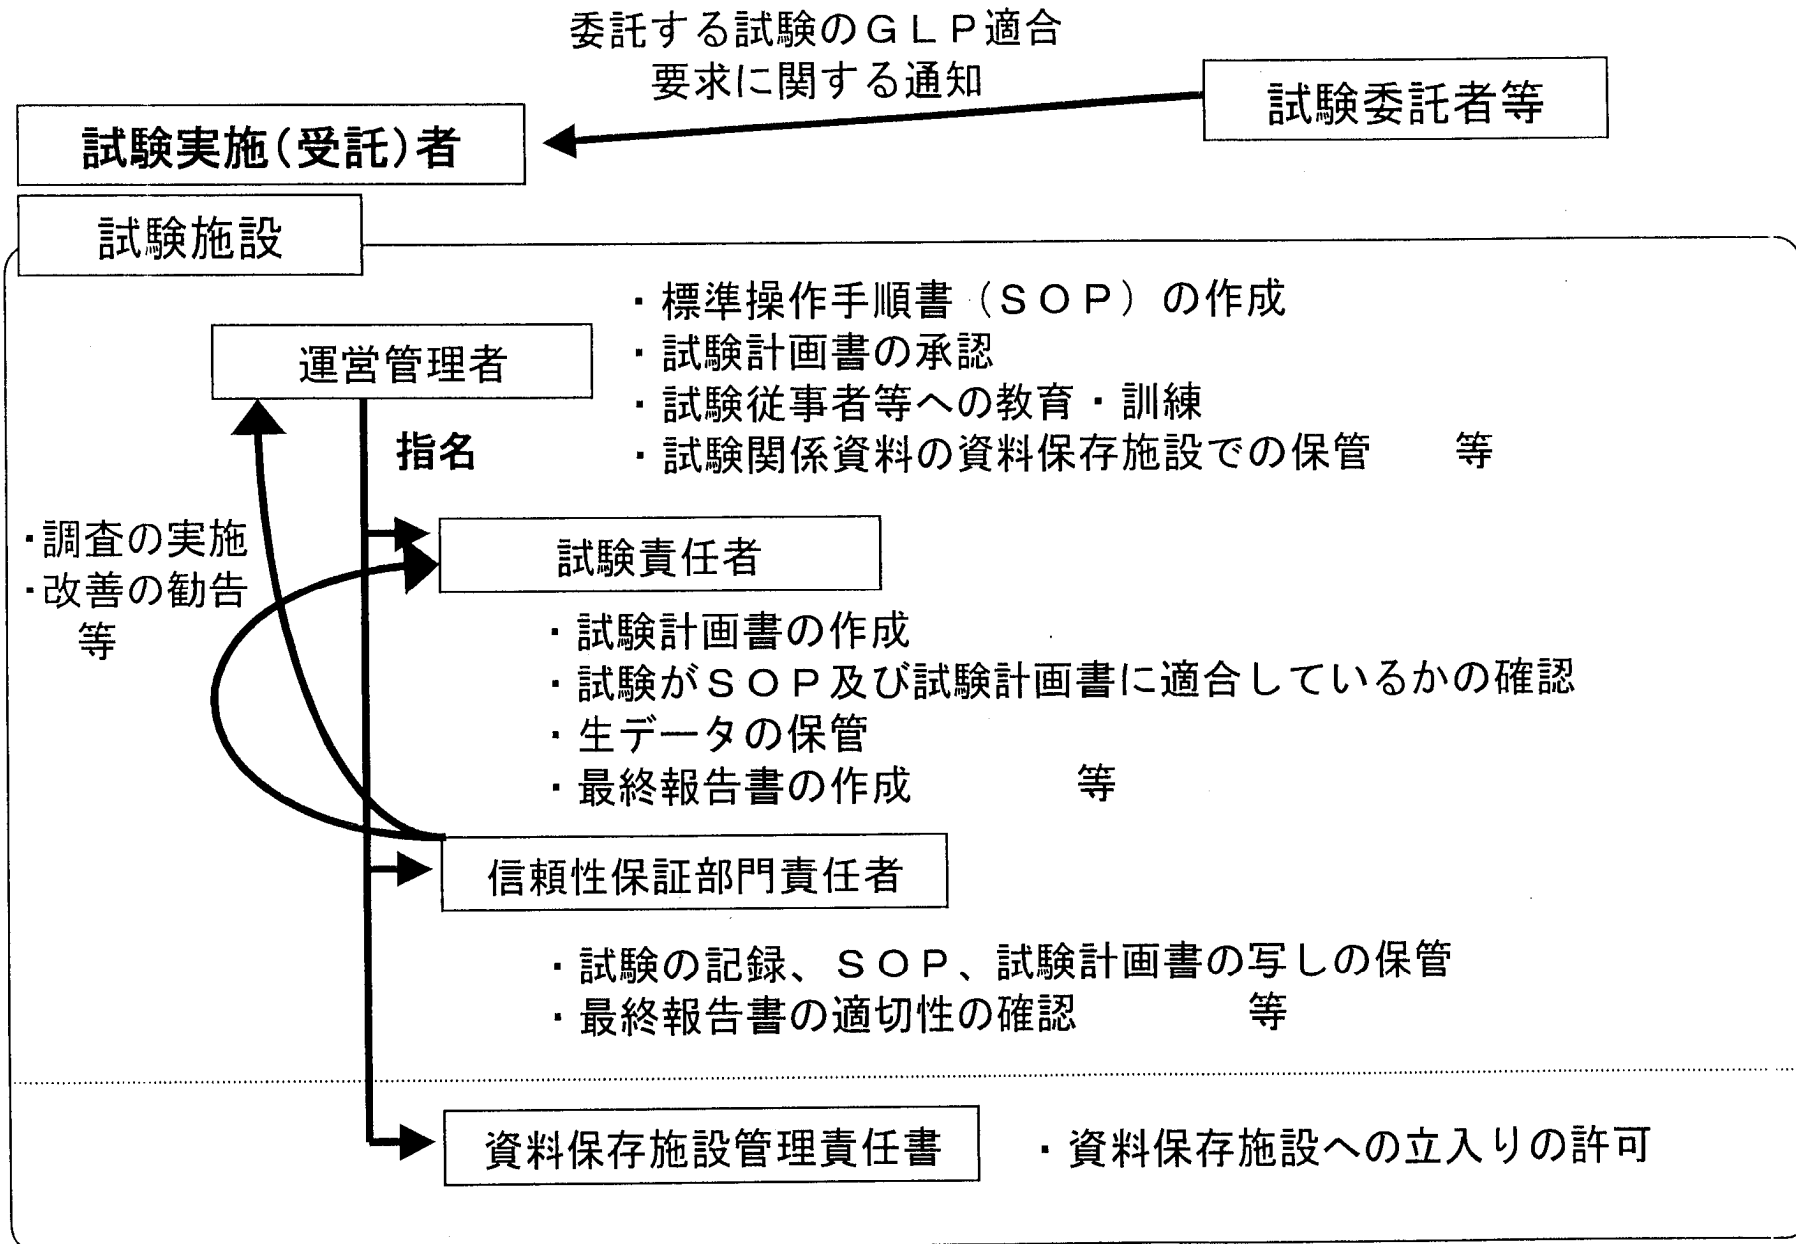 委託する試験のＧＬＰ適合
要求に関する通知
試験委託者等
試験実施(受託)者
試験施設
運営管理者
・標準操作手順書（ＳＯＰ）の作成
・試験計画書の承認
・試験従事者等への教育・訓練
・試験関係資料の資料保存施設での保管　　等
指名
・調査の実施
・改善の勧告
等
試験責任者
・試験計画書の作成
・試験がＳＯＰ及び試験計画書に適合しているかの確認
・生データの保管
・最終報告書の作成　　　　等
信頼性保証部門責任者
・試験の記録、ＳＯＰ、試験計画書の写しの保管
・最終報告書の適切性の確認　　　　等
資料保存施設管理責任書
・資料保存施設への立入りの許可